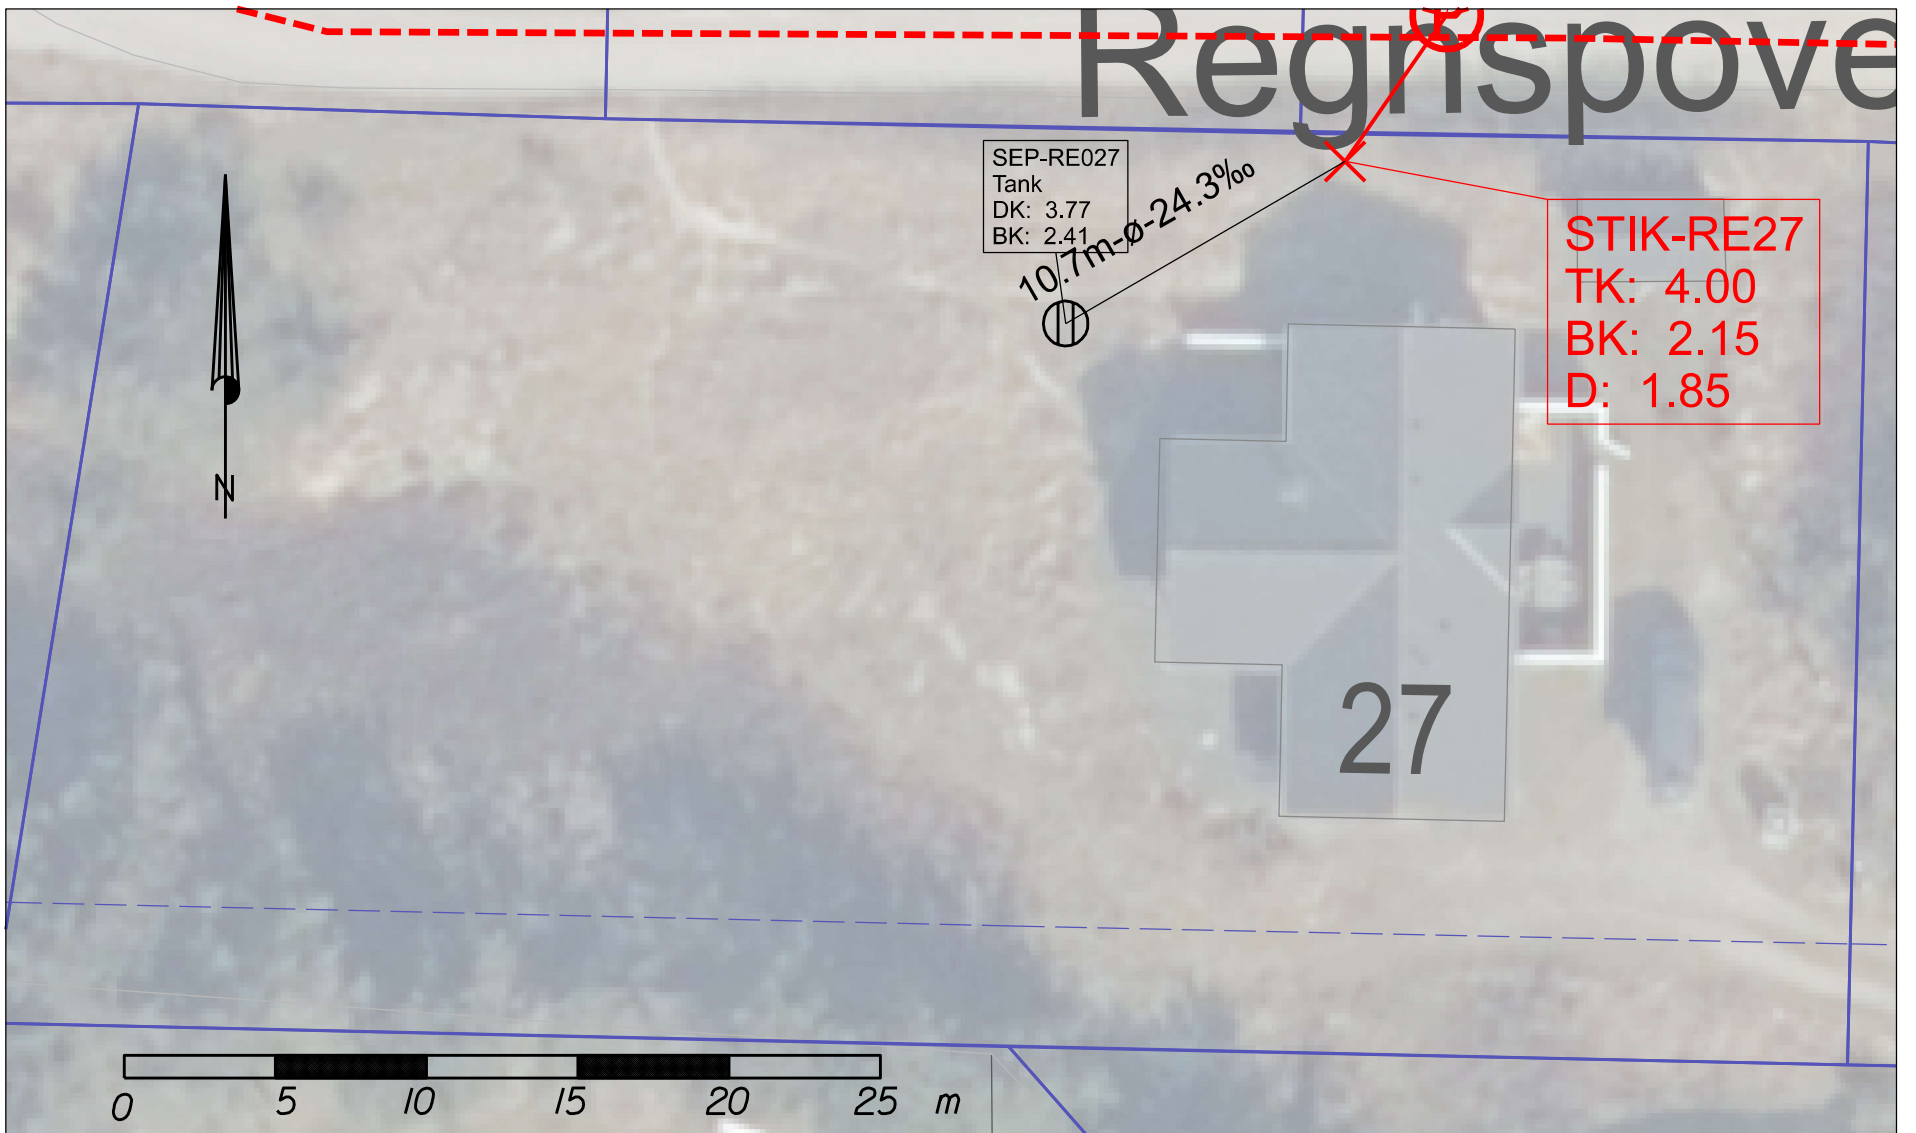 Regnspove
SEP-RE027
Tank
DK: 3.77
BK: 2.41
10.7m-ø-24.3‰
STIK-RE27
TK: 4.00
BK: 2.15
D: 1.85
N
27
0 5 10 15 20 25 m